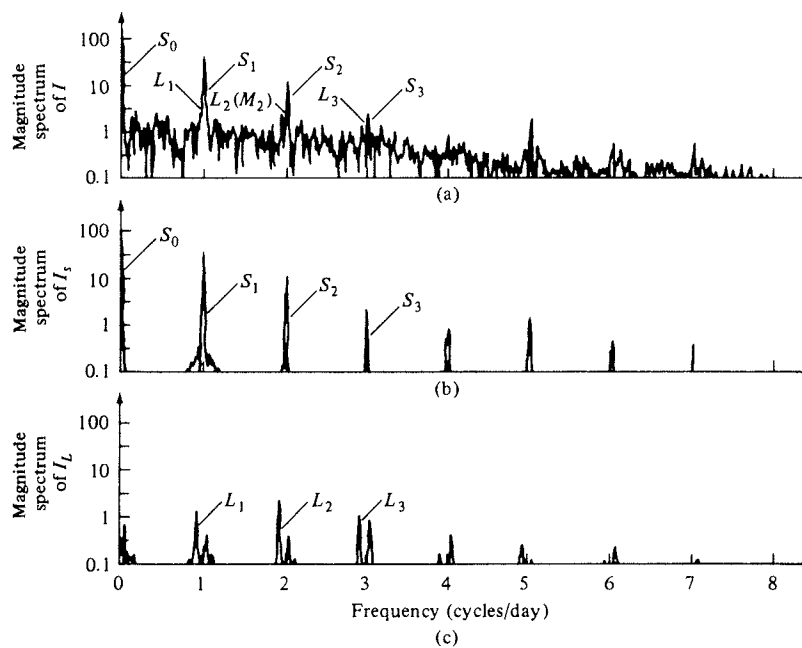 Magnitude
spectrum
of I
100
10
1
0.1
S0
L1
S1
L2(M2)
S2
L3
S3
(a)
Magnitude
spectrum
of Is
100
10
1
0.1
S0
S1
S2
S3
(b)
Magnitude
spectrum
of IL
100
10
1
0.1
L1
L2
L3
0 1 2 3 4 5 6 7 8
Frequency (cycles/day)
(c)